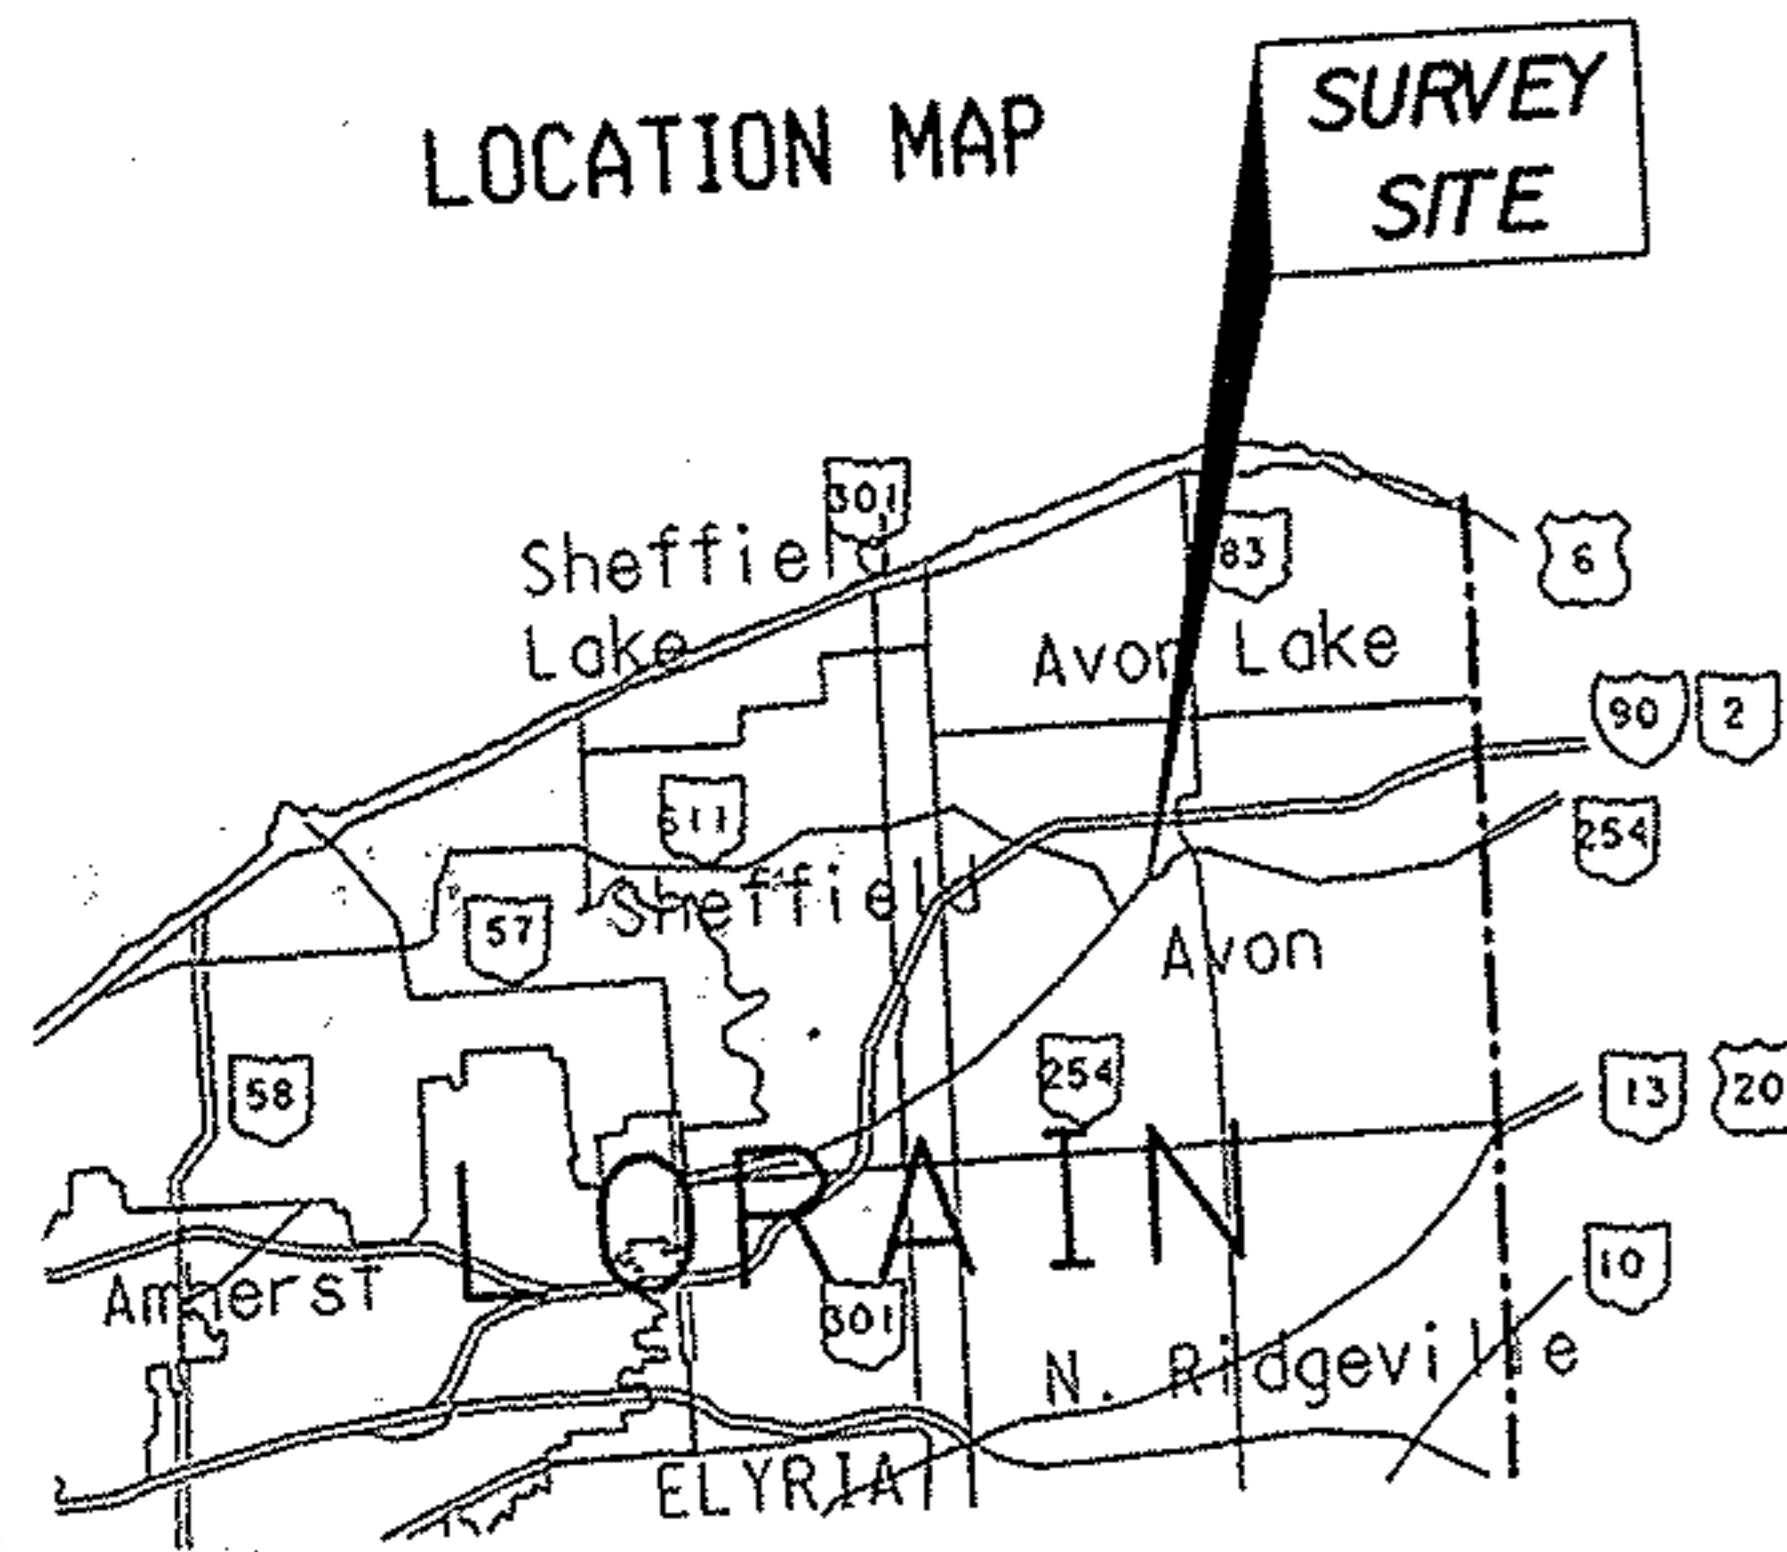 LOCATION MAP
SURVEY
SITE
301
Sheffield
Lake
83
6
Avon Lake
90
2
611
254
Sheffield
57
Avon
58
254
13
20
LORAIN
10
Amherst
301
N. Ridgeville
ELYRIA